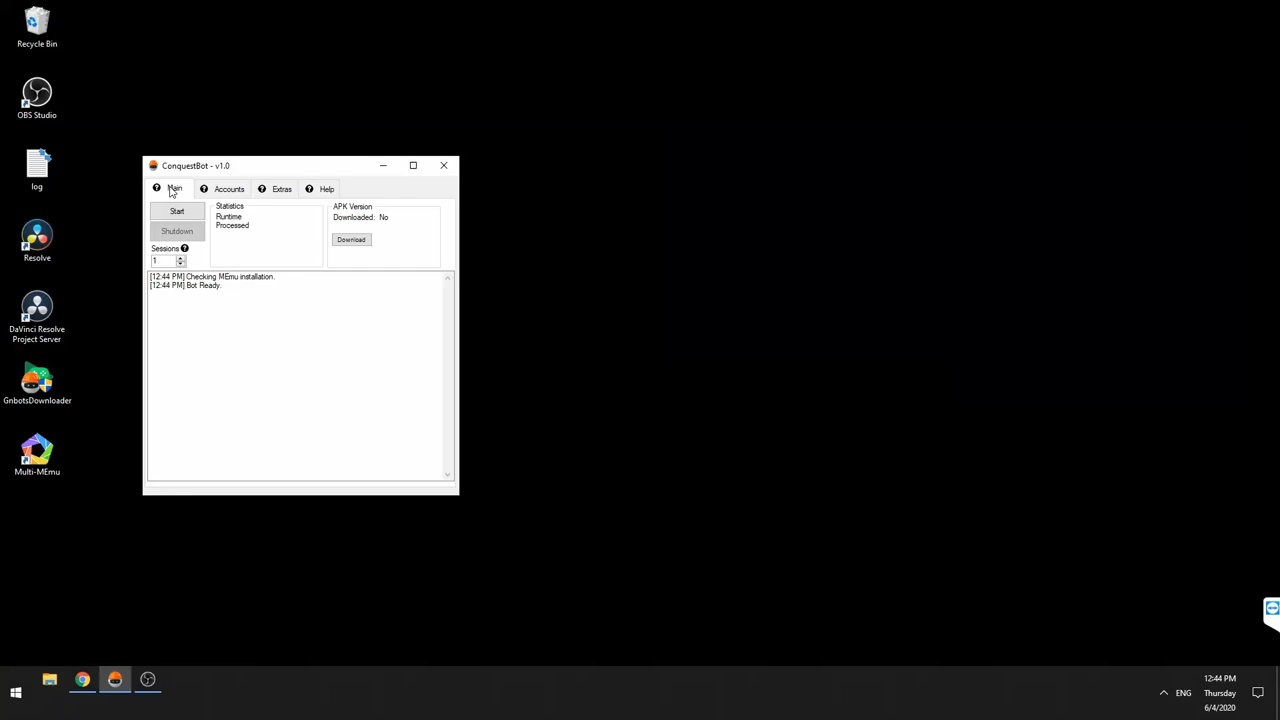 Recycle Bin
OBS Studio
log
Resolve
DaVinci Resolve
Project Server
GnbotsDownloader
Multi-MEmu
ConquestBot - v1.0
Main Accounts Extras Help
Start
Shutdown
Sessions
1
Statistics
Runtime
Processed
APK Version
Downloaded: No
Download
[12:44 PM] Checking MEmu installation.
[12:44 PM] Bot Ready.
ENG
12:44 PM
Thursday
6/4/2020